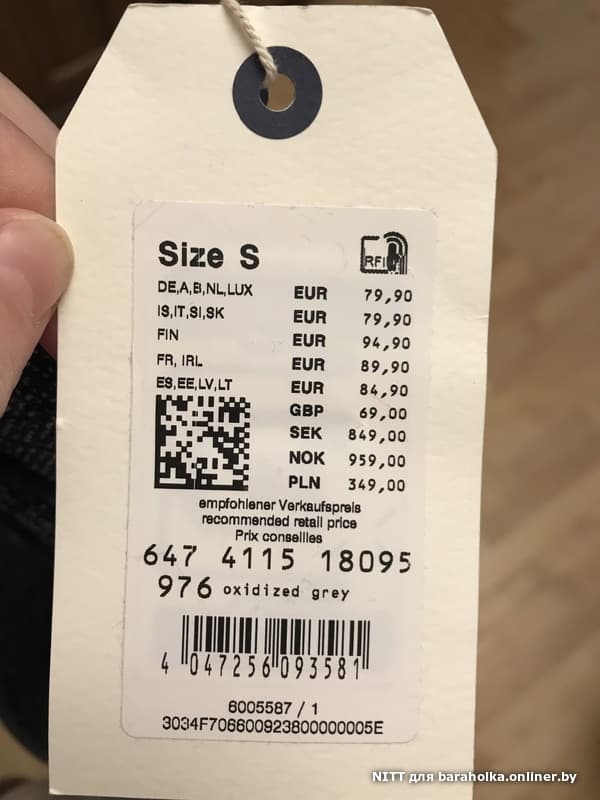 Size S
RFID
DE,A,B,NL,LUX EUR 79,90
IS,IT,SI,SK EUR 79,90
FIN EUR 94,90
FR, IRL EUR 89,90
ES,EE,LV,LT EUR 84,90
GBP 69,00
SEK 849,00
NOK 959,00
PLN 349,00
empfohlener Verkaufspreis
recommended retail price
Prix conseillies
647 4115 18095
976 oxidized grey
4 047256 093581
6005587 / 1
3034F706600923800000005E
NITT для baraholka.onliner.by